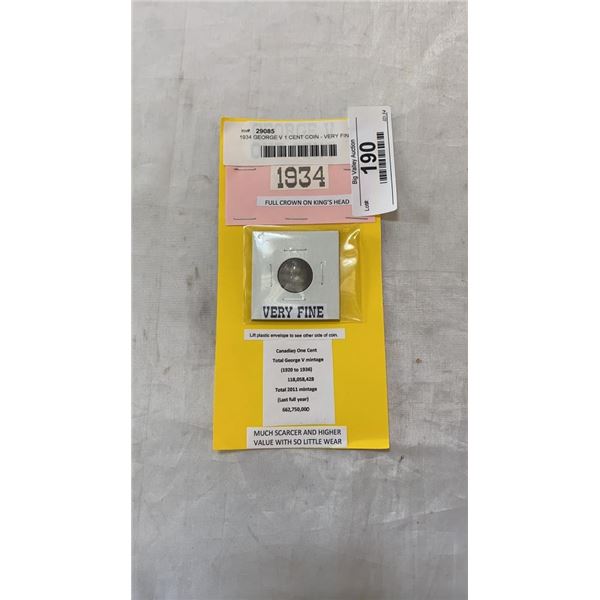 Inv# 29085
1934 GEORGE V 1 CENT COIN - VERY FIN
Big Valley Auction
190
Lot#:
1934
FULL CROWN ON KING'S HEAD
VERY FINE
Lift plastic envelope to see other side of coin.
Canadian One Cent
Total George V mintage
(1920 to 1936)
118,058,428
Total 2011 mintage
(Last full year)
662,750,000
MUCH SCARCER AND HIGHER
VALUE WITH SO LITTLE WEAR